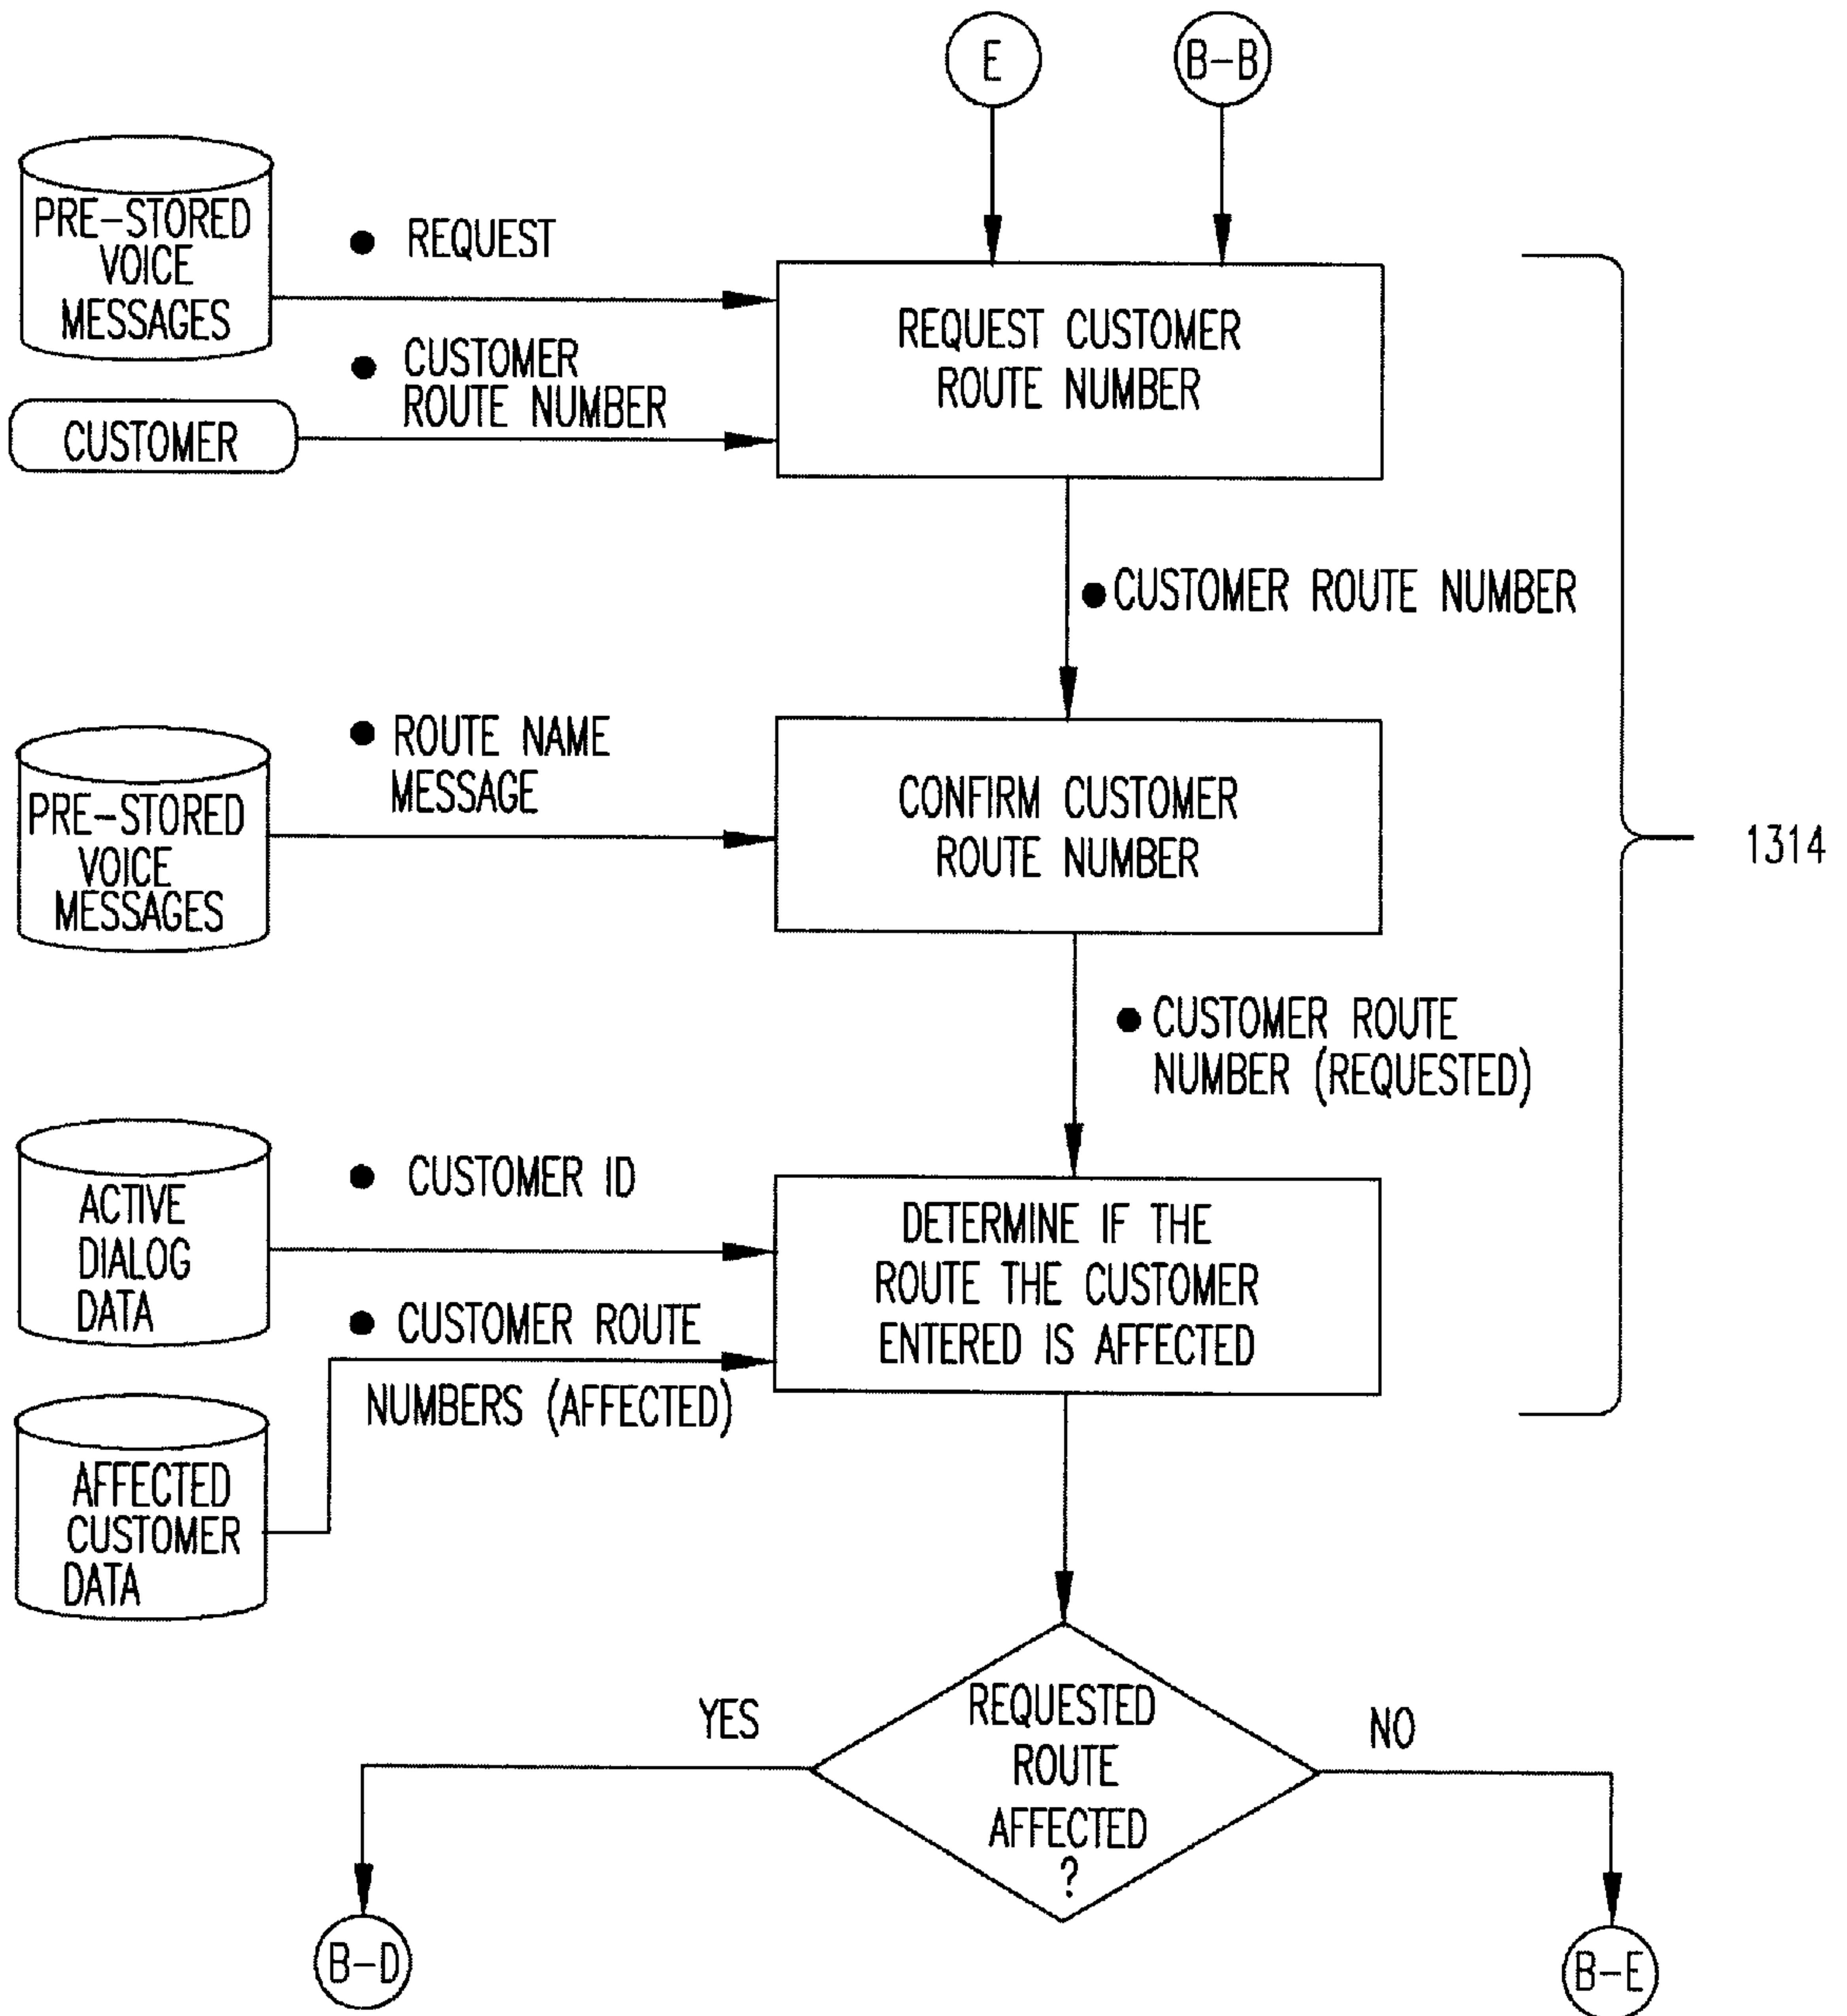 E
B-B
PRE-STORED
VOICE
MESSAGES
● REQUEST
● CUSTOMER
ROUTE NUMBER
CUSTOMER
REQUEST CUSTOMER
ROUTE NUMBER
● CUSTOMER ROUTE NUMBER
PRE-STORED
VOICE
MESSAGES
● ROUTE NAME
MESSAGE
CONFIRM CUSTOMER
ROUTE NUMBER
1314
● CUSTOMER ROUTE
NUMBER (REQUESTED)
ACTIVE
DIALOG
DATA
● CUSTOMER ID
● CUSTOMER ROUTE
NUMBERS (AFFECTED)
DETERMINE IF THE
ROUTE THE CUSTOMER
ENTERED IS AFFECTED
AFFECTED
CUSTOMER
DATA
YES
REQUESTED
ROUTE
AFFECTED
?
NO
B-D
B-E